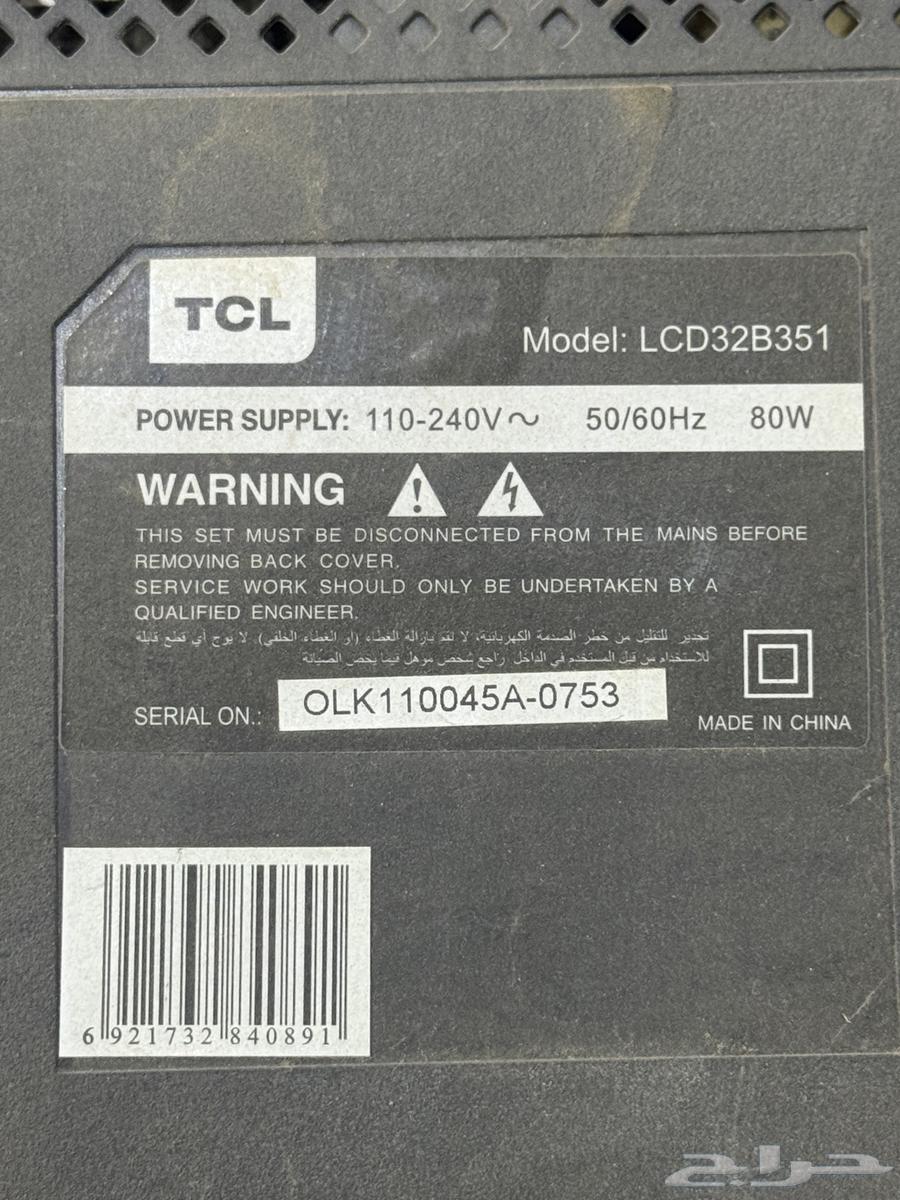 TCL
Model: LCD32B351
POWER SUPPLY: 110-240V~ 50/60Hz 80W
WARNING
THIS SET MUST BE DISCONNECTED FROM THE MAINS BEFORE
REMOVING BACK COVER.
SERVICE WORK SHOULD ONLY BE UNDERTAKEN BY A
QUALIFIED ENGINEER.
تحذير للتقليل من خطر الصدمة الكهربائية، لا تقم بإزالة الغطاء (او الغطاء الخلفي). لا يوج أي قطع قابلة
للاستخدام من قبل المستخدم في الداخل. راجع شخص موهل فيما يخص الصيانة
SERIAL ON.: OLK110045A-0753
MADE IN CHINA
6 921732 840891
حراج